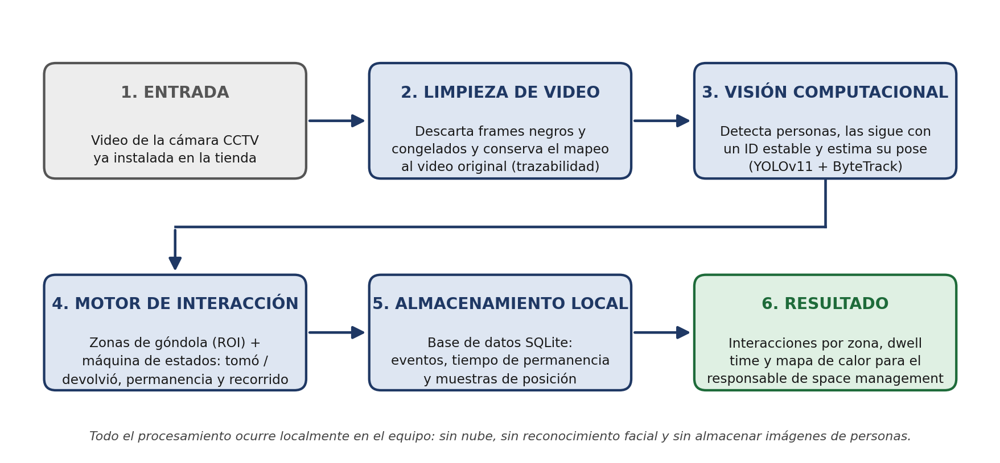 1. ENTRADA
Video de la cámara CCTV
ya instalada en la tienda
2. LIMPIEZA DE VIDEO
Descarta frames negros y
congelados y conserva el mapeo
al video original (trazabilidad)
3. VISIÓN COMPUTACIONAL
Detecta personas, las sigue con
un ID estable y estima su pose
(YOLOv11 + ByteTrack)
4. MOTOR DE INTERACCIÓN
Zonas de góndola (ROI) +
máquina de estados: tomó /
devolvió, permanencia y recorrido
5. ALMACENAMIENTO LOCAL
Base de datos SQLite:
eventos, tiempo de permanencia
y muestras de posición
6. RESULTADO
Interacciones por zona, dwell
time y mapa de calor para el
responsable de space management
Todo el procesamiento ocurre localmente en el equipo: sin nube, sin reconocimiento facial y sin almacenar imágenes de personas.